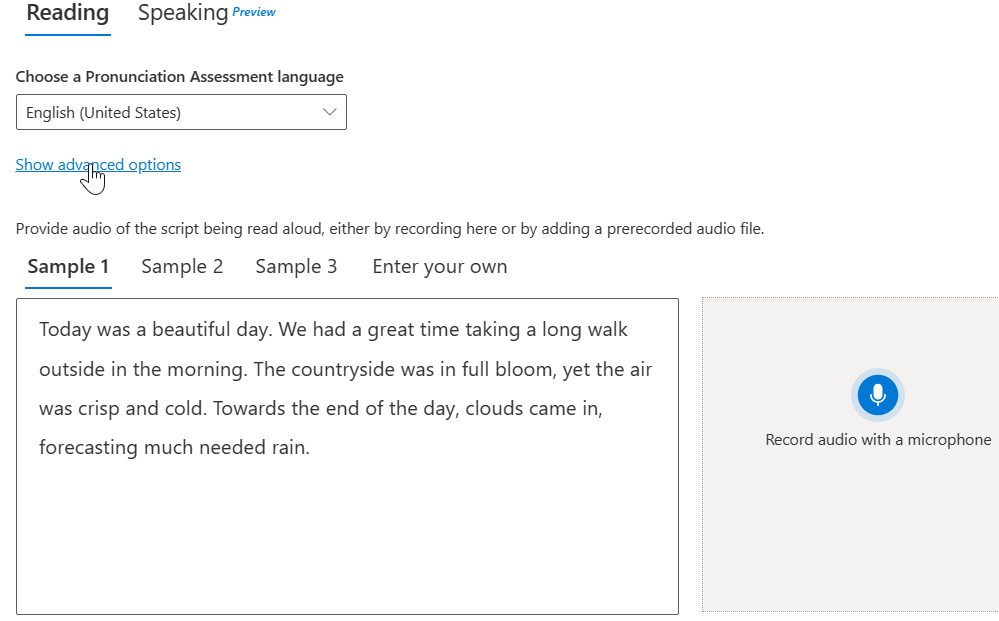 Reading Speaking Preview
Choose a Pronunciation Assessment language
English (United States)
Show advanced options
Provide audio of the script being read aloud, either by recording here or by adding a prerecorded audio file.
Sample 1 Sample 2 Sample 3 Enter your own
Today was a beautiful day. We had a great time taking a long walk
outside in the morning. The countryside was in full bloom, yet the air
was crisp and cold. Towards the end of the day, clouds came in,
forecasting much needed rain.
Record audio with a microphone